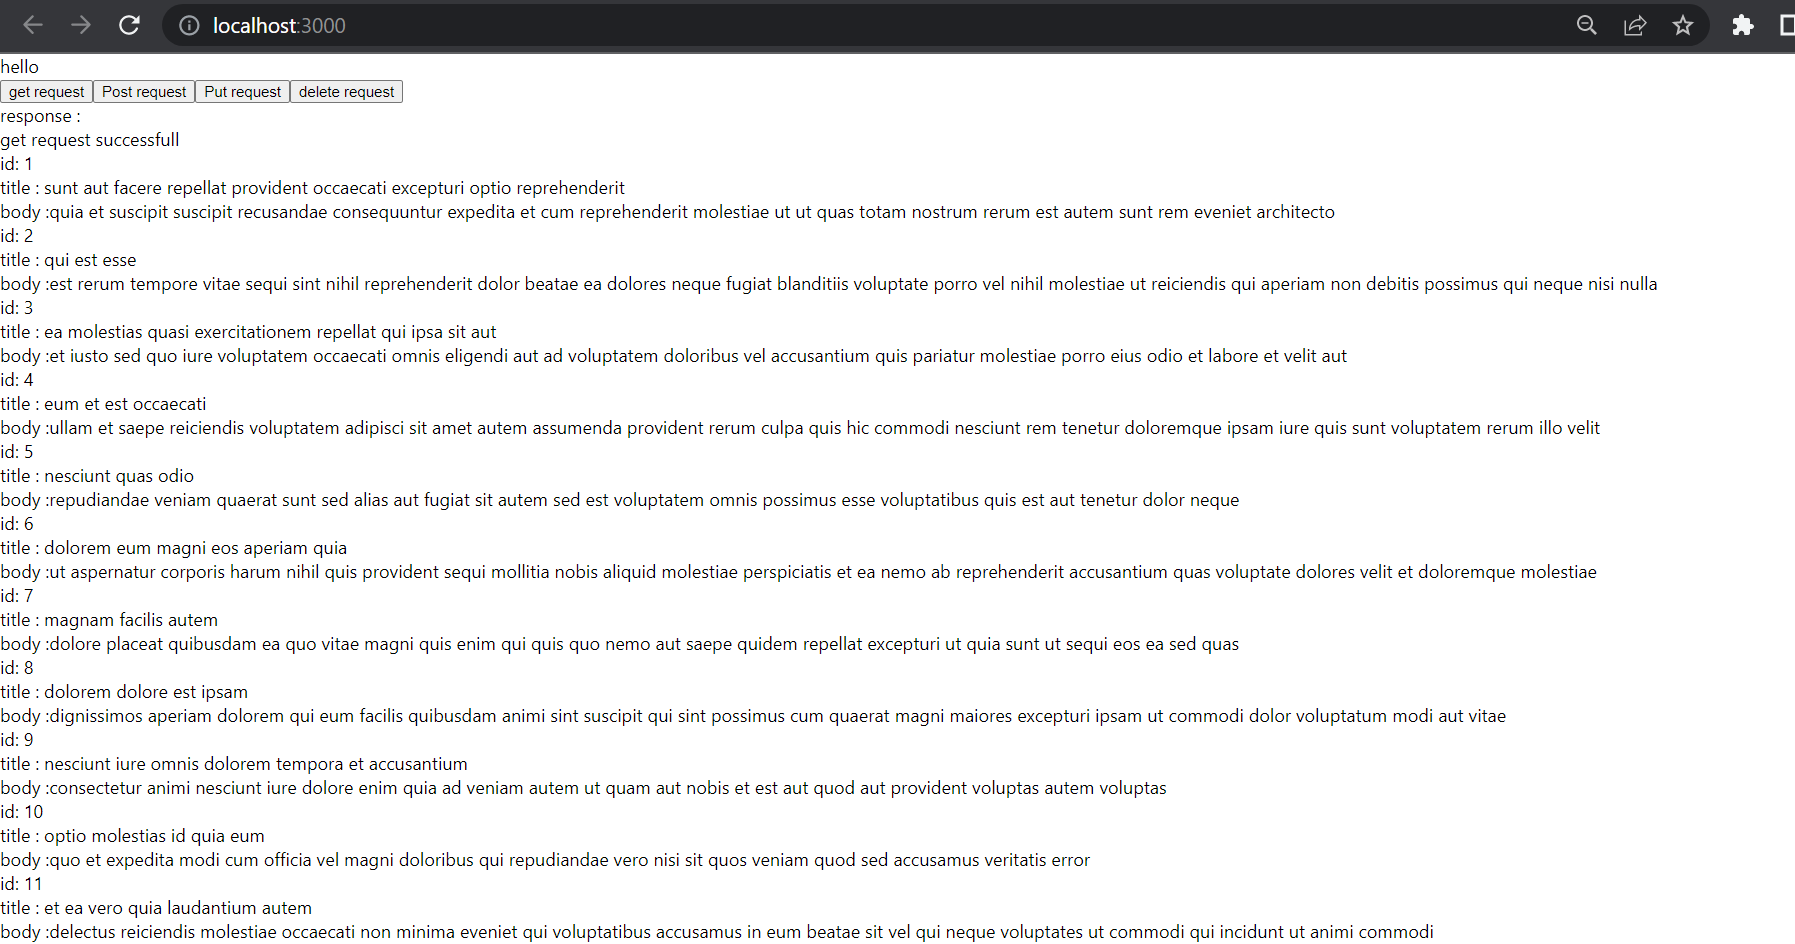 localhost:3000
hello
get request Post request Put request delete request
response :
get request successfull
id: 1
title : sunt aut facere repellat provident occaecati excepturi optio reprehenderit
body :quia et suscipit suscipit recusandae consequuntur expedita et cum reprehenderit molestiae ut ut quas totam nostrum rerum est autem sunt rem eveniet architecto
id: 2
title : qui est esse
body :est rerum tempore vitae sequi sint nihil reprehenderit dolor beatae ea dolores neque fugiat blanditiis voluptate porro vel nihil molestiae ut reiciendis qui aperiam non debitis possimus qui neque nisi nulla
id: 3
title : ea molestias quasi exercitationem repellat qui ipsa sit aut
body :et iusto sed quo iure voluptatem occaecati omnis eligendi aut ad voluptatem doloribus vel accusantium quis pariatur molestiae porro eius odio et labore et velit aut
id: 4
title : eum et est occaecati
body :ullam et saepe reiciendis voluptatem adipisci sit amet autem assumenda provident rerum culpa quis hic commodi nesciunt rem tenetur doloremque ipsam iure quis sunt voluptatem rerum illo velit
id: 5
title : nesciunt quas odio
body :repudiandae veniam quaerat sunt sed alias aut fugiat sit autem sed est voluptatem omnis possimus esse voluptatibus quis est aut tenetur dolor neque
id: 6
title : dolorem eum magni eos aperiam quia
body :ut aspernatur corporis harum nihil quis provident sequi mollitia nobis aliquid molestiae perspiciatis et ea nemo ab reprehenderit accusantium quas voluptate dolores velit et doloremque molestiae
id: 7
title : magnam facilis autem
body :dolore placeat quibusdam ea quo vitae magni quis enim qui quis quo nemo aut saepe quidem repellat excepturi ut quia sunt ut sequi eos ea sed quas
id: 8
title : dolorem dolore est ipsam
body :dignissimos aperiam dolorem qui eum facilis quibusdam animi sint suscipit qui sint possimus cum quaerat magni maiores excepturi ipsam ut commodi dolor voluptatum modi aut vitae
id: 9
title : nesciunt iure omnis dolorem tempora et accusantium
body :consectetur animi nesciunt iure dolore enim quia ad veniam autem ut quam aut nobis et est aut quod aut provident voluptas autem voluptas
id: 10
title : optio molestias id quia eum
body :quo et expedita modi cum officia vel magni doloribus qui repudiandae vero nisi sit quos veniam quod sed accusamus veritatis error
id: 11
title : et ea vero quia laudantium autem
body :delectus reiciendis molestiae occaecati non minima eveniet qui voluptatibus accusamus in eum beatae sit vel qui neque voluptates ut commodi qui incidunt ut animi commodi